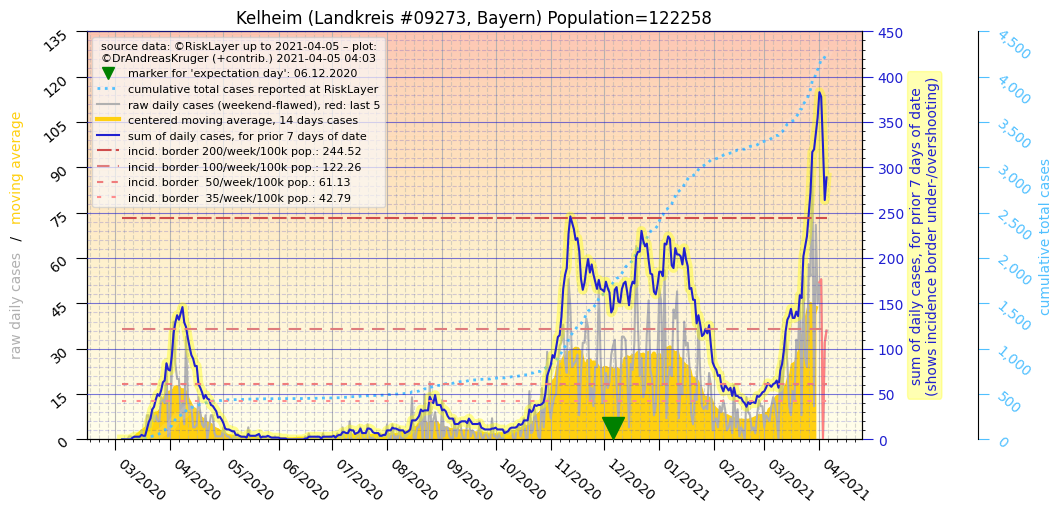 Kelheim (Landkreis #09273, Bayern) Population=122258
source data: ©RiskLayer up to 2021-04-05 – plot:
©DrAndreasKruger (+contrib.) 2021-04-05 04:03
marker for 'expectation day': 06.12.2020
cumulative total cases reported at RiskLayer
raw daily cases (weekend-flawed), red: last 5
centered moving average, 14 days cases
sum of daily cases, for prior 7 days of date
incid. border 200/week/100k pop.: 244.52
incid. border 100/week/100k pop.: 122.26
incid. border  50/week/100k pop.: 61.13
incid. border  35/week/100k pop.: 42.79
raw daily cases / moving average
135
120
105
90
75
60
45
30
15
0
03/2020
04/2020
05/2020
06/2020
07/2020
08/2020
09/2020
10/2020
11/2020
12/2020
01/2021
02/2021
03/2021
04/2021
450
400
350
300
250
200
150
100
50
0
sum of daily cases, for prior 7 days of date
(shows incidence border under-/overshooting)
4,500
4,000
3,500
3,000
2,500
2,000
1,500
1,000
500
0
cumulative total cases